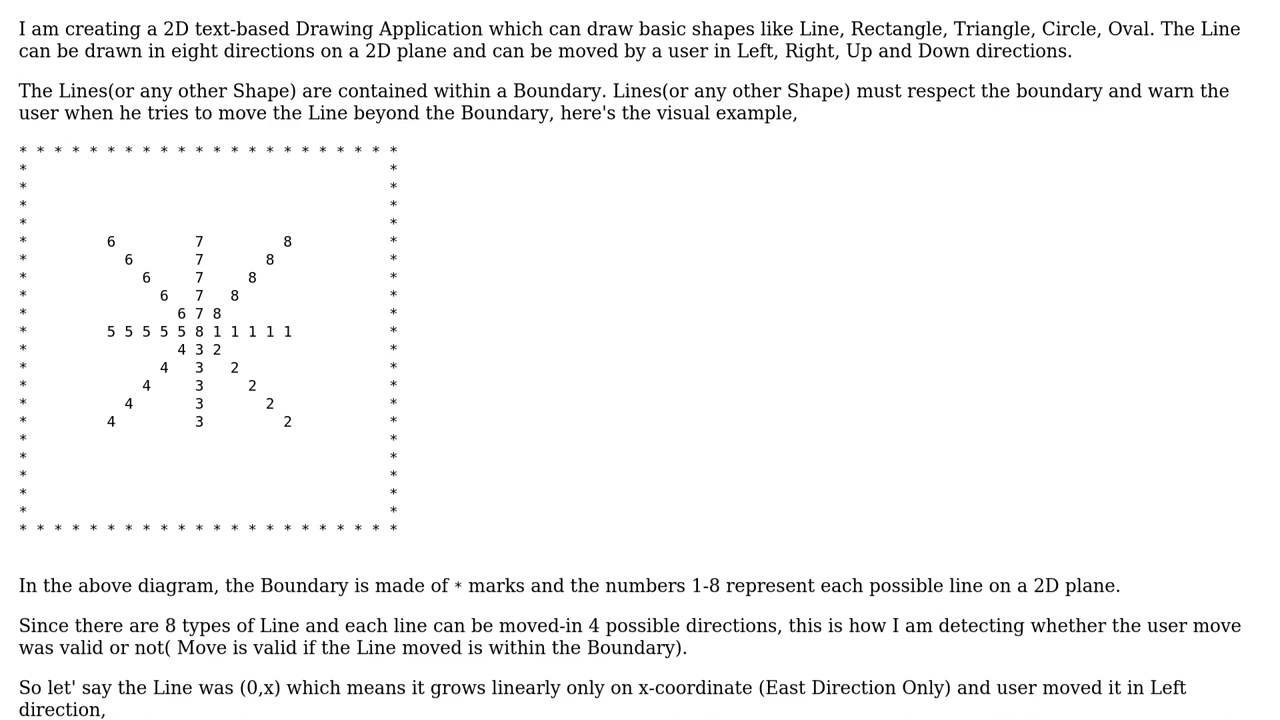 I am creating a 2D text-based Drawing Application which can draw basic shapes like Line, Rectangle, Triangle, Circle, Oval. The Line
can be drawn in eight directions on a 2D plane and can be moved by a user in Left, Right, Up and Down directions.
The Lines(or any other Shape) are contained within a Boundary. Lines(or any other Shape) must respect the boundary and warn the
user when he tries to move the Line beyond the Boundary, here's the visual example,
* * * * * * * * * * * * * * * * * * * * * *
*                                         *
*                                         *
*                                         *
*                                         *
*         6         7         8           *
*           6       7       8             *
*             6     7     8               *
*               6   7   8                 *
*                 6 7 8                   *
*         5 5 5 5 5 8 1 1 1 1 1           *
*                 4 3 2                   *
*               4   3   2                 *
*             4     3     2               *
*           4       3       2             *
*         4         3         2           *
*                                         *
*                                         *
*                                         *
*                                         *
*                                         *
* * * * * * * * * * * * * * * * * * * * * *
In the above diagram, the Boundary is made of * marks and the numbers 1-8 represent each possible line on a 2D plane.
Since there are 8 types of Line and each line can be moved-in 4 possible directions, this is how I am detecting whether the user move
was valid or not( Move is valid if the Line moved is within the Boundary).
So let' say the Line was (0,x) which means it grows linearly only on x-coordinate (East Direction Only) and user moved it in Left
direction,